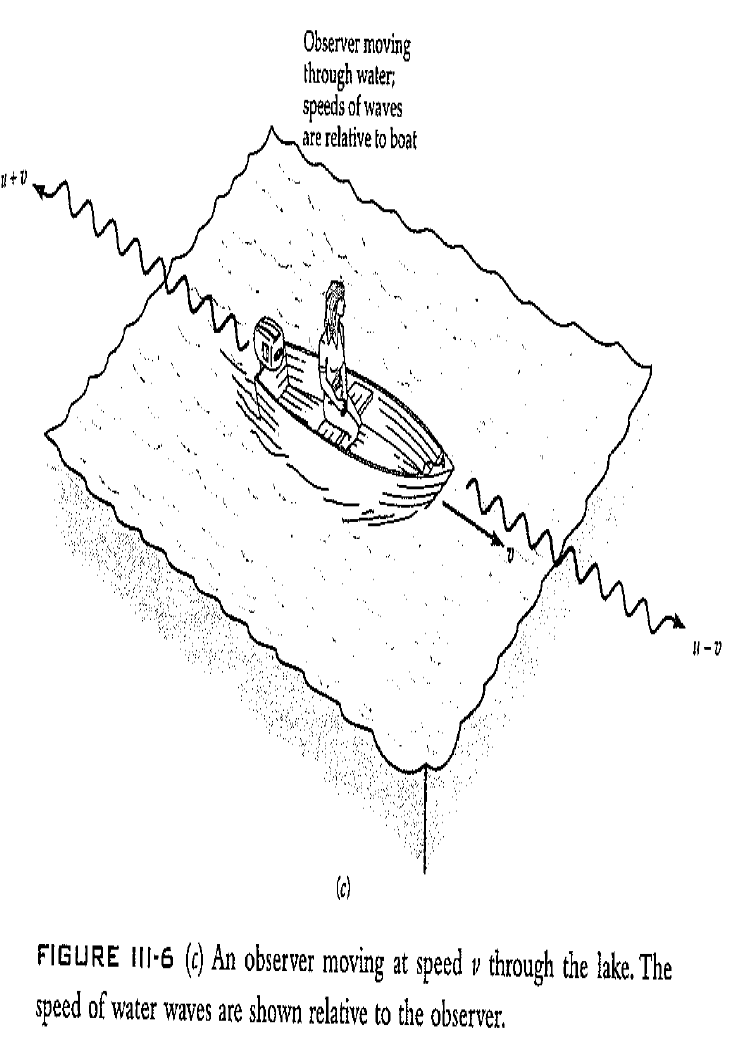 Observer moving
through water;
speeds of waves
are relative to boat
u + v
v
u – v
(c)
FIGURE III-6 (c) An observer moving at speed v through the lake. The
speed of water waves are shown relative to the observer.